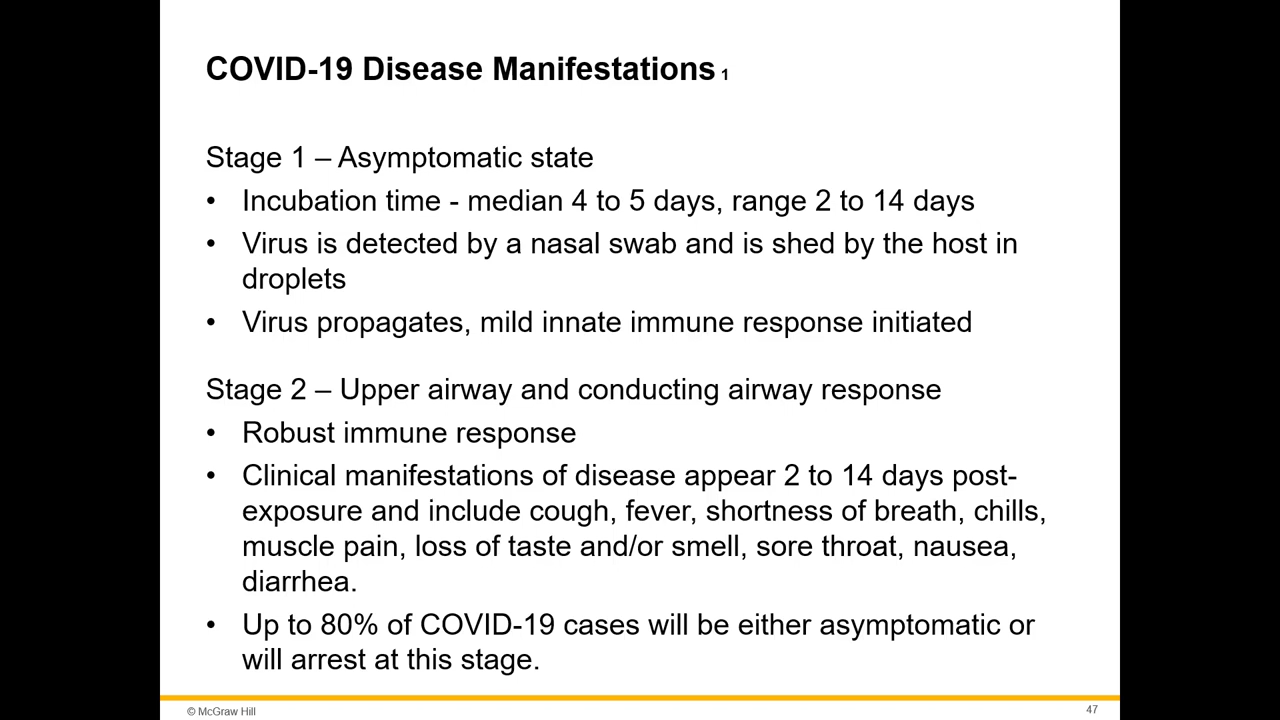 COVID-19 Disease Manifestations 1
Stage 1 – Asymptomatic state
• Incubation time - median 4 to 5 days, range 2 to 14 days
• Virus is detected by a nasal swab and is shed by the host in
droplets
• Virus propagates, mild innate immune response initiated
Stage 2 – Upper airway and conducting airway response
• Robust immune response
• Clinical manifestations of disease appear 2 to 14 days post-
exposure and include cough, fever, shortness of breath, chills,
muscle pain, loss of taste and/or smell, sore throat, nausea,
diarrhea.
• Up to 80% of COVID-19 cases will be either asymptomatic or
will arrest at this stage.
© McGraw Hill
47